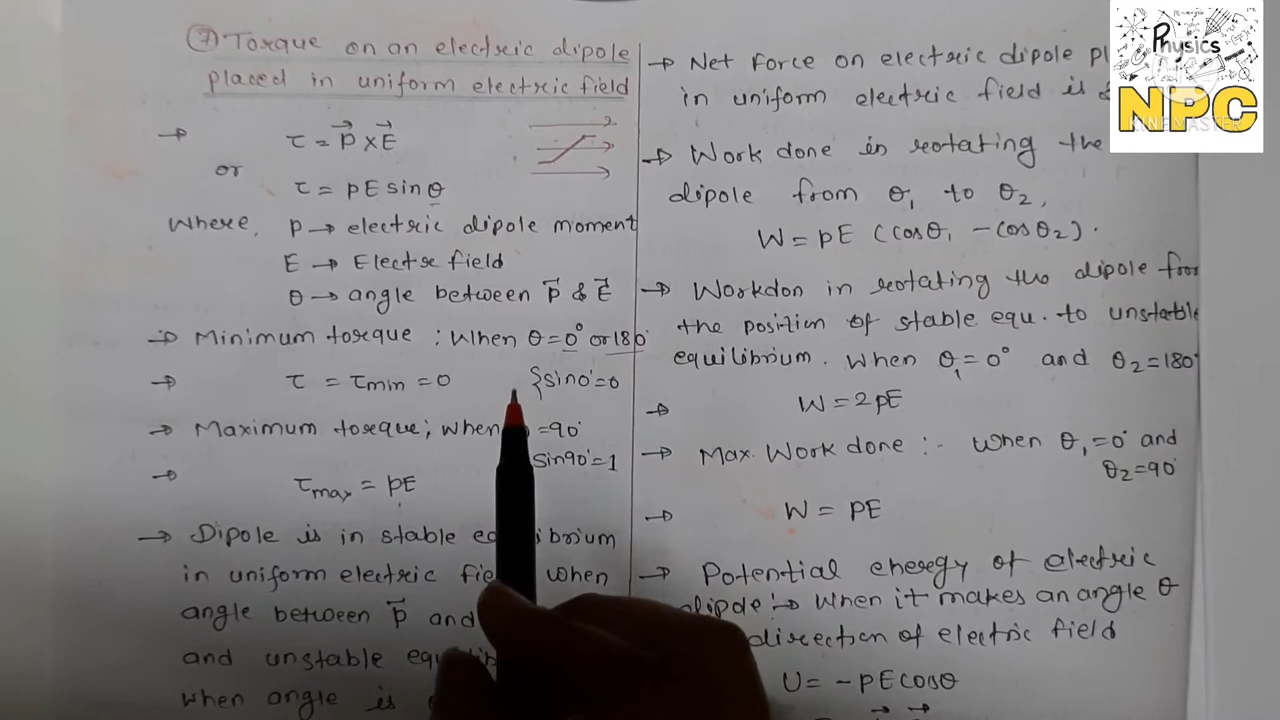 ⑦ Torque on an electric dipole
placed in uniform electric field
→ τ = p⃗ × E⃗
or
τ = pE sin θ
Where, p → electric dipole moment
E → Electre field
θ → angle between p⃗ & E⃗
→ Minimum torque : When θ = 0° or 180°
→ τ = τmin = 0 {sin0° = 0
→ Maximum torque; when = 90°
sin90° = 1
→ τmax = pE
→ Dipole is in stable equilibrium
in uniform electric field when
angle between p⃗ and
and unstable
when angle is
→ Net Force on electric dipole
in uniform electric field is
→ Work done in rotating the
dipole from θ₁ to θ₂,
W = pE (cosθ₁ - cosθ₂).
→ Workdon in rotating the dipole from
the position of stable equ. to unstable
equilibrium. When θ₁ = 0° and θ₂ = 180°
→ W = 2pE
→ Max. Work done :- When θ₁ = 0° and
θ₂ = 90°
→ W = pE
→ Potential energy of electric
dipole :→ When it makes an angle θ
direction of electric field
U = - pE cosθ
Physics
NPC
KINEMASTER